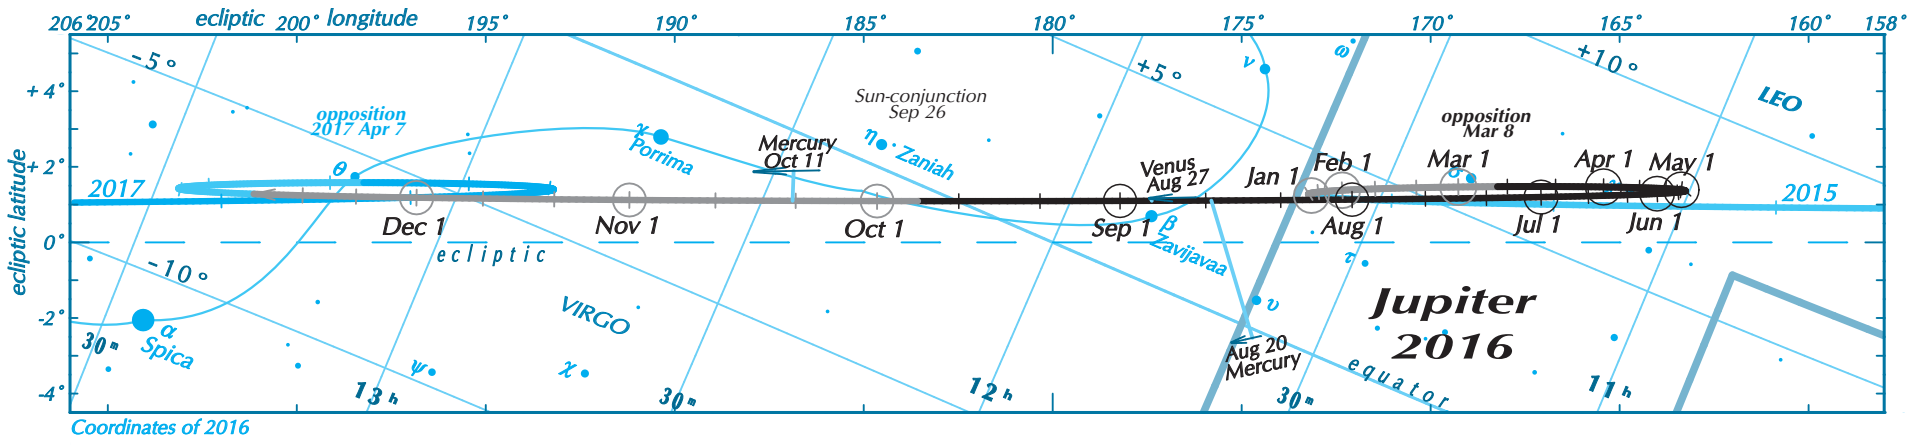 206° 205° ecliptic 200° longitude 195° 190° 185° 180° 175° 170° 165° 160° 158°
-5° +5° +10°
ω
ν
+4°
LEO
Sun-conjunction
Sep 26
opposition
2017 Apr 7
opposition
Mar 8
χ
Porrima
η Zaniah
Mercury
Oct 11
+2°
θ
Venus
Aug 27
Jan 1 Feb 1 Mar 1 Apr 1 May 1
σ
2017 2015
ecliptic latitude
Dec 1 Nov 1 Oct 1 Sep 1 Aug 1 Jul 1 Jun 1
β
Zavijavaa
0°
ecliptic
τ
-10°
υ
VIRGO
Jupiter
2016
-2°
α
Spica
Aug 20
Mercury
ψ χ
equator
-4°
30m 13h 30m 12h 30m 11h
Coordinates of 2016